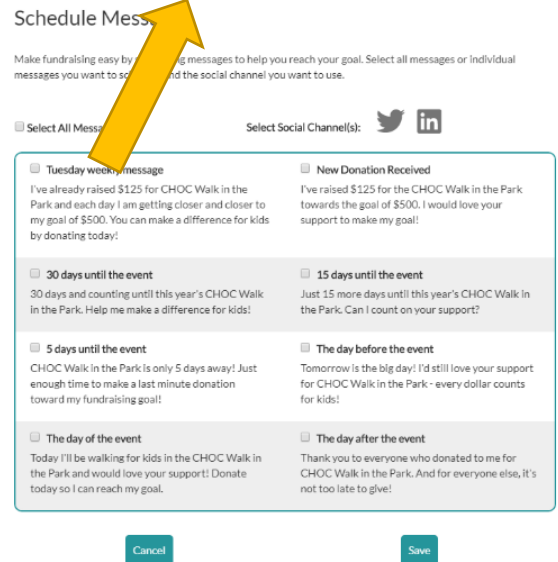 Schedule Mess
Make fundraising easy by g messages to help you reach your goal. Select all messages or individual
messages you want to sc nd the social channel you want to use.
Select All Messa Select Social Channel(s): in
Tuesday weekly message
I've already raised $125 for CHOC Walk in the
Park and each day I am getting closer and closer to
my goal of $500. You can make a difference for kids
by donating today!
New Donation Received
I've raised $125 for the CHOC Walk in the Park
towards the goal of $500. I would love your
support to make my goal!
30 days until the event
30 days and counting until this year's CHOC Walk
in the Park. Help me make a difference for kids!
15 days until the event
Just 15 more days until this year's CHOC Walk in
the Park. Can I count on your support?
5 days until the event
CHOC Walk in the Park is only 5 days away! Just
enough time to make a last minute donation
toward my fundraising goal!
The day before the event
Tomorrow is the big day! I'd still love your support
for CHOC Walk in the Park - every dollar counts
for kids!
The day of the event
Today I'll be walking for kids in the CHOC Walk in
the Park and would love your support! Donate
today so I can reach my goal.
The day after the event
Thank you to everyone who donated to me for
CHOC Walk in the Park. And for everyone else, it's
not too late to give!
Cancel Save